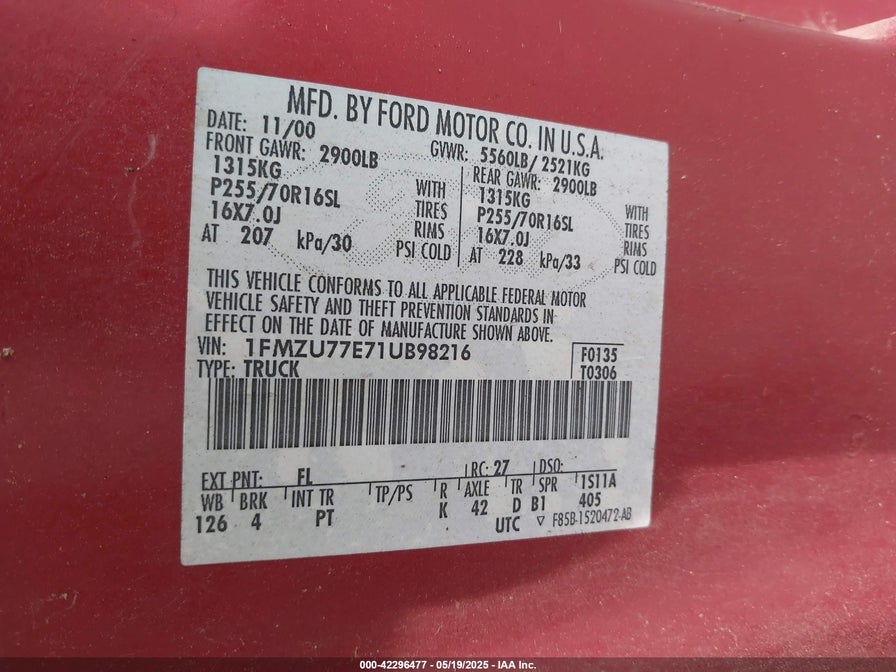 MFD. BY FORD MOTOR CO. IN U.S.A.
DATE: 11/00 GVWR: 5560LB/2521KG
FRONT GAWR: 2900LB REAR GAWR: 2900LB
1315KG WITH 1315KG WITH
P255/70R16SL TIRES P255/70R16SL TIRES
16X7.0J RIMS 16X7.0J RIMS
AT 207 kPa/30 PSI COLD AT 228 kPa/33 PSI COLD
THIS VEHICLE CONFORMS TO ALL APPLICABLE FEDERAL MOTOR
VEHICLE SAFETY AND THEFT PREVENTION STANDARDS IN
EFFECT ON THE DATE OF MANUFACTURE SHOWN ABOVE.
VIN: 1FMZU77E71UB98216 F0135
TYPE: TRUCK T0306
EXT PNT: FL RC: 27 DSO:
WB BRK INT TR TP/PS R AXLE TR SPR 1S11A
126 4 PT K 42 D B1 405
UTC ▽ F85B-1520472-AB
000-42296477 - 05/19/2025 - IAA Inc.